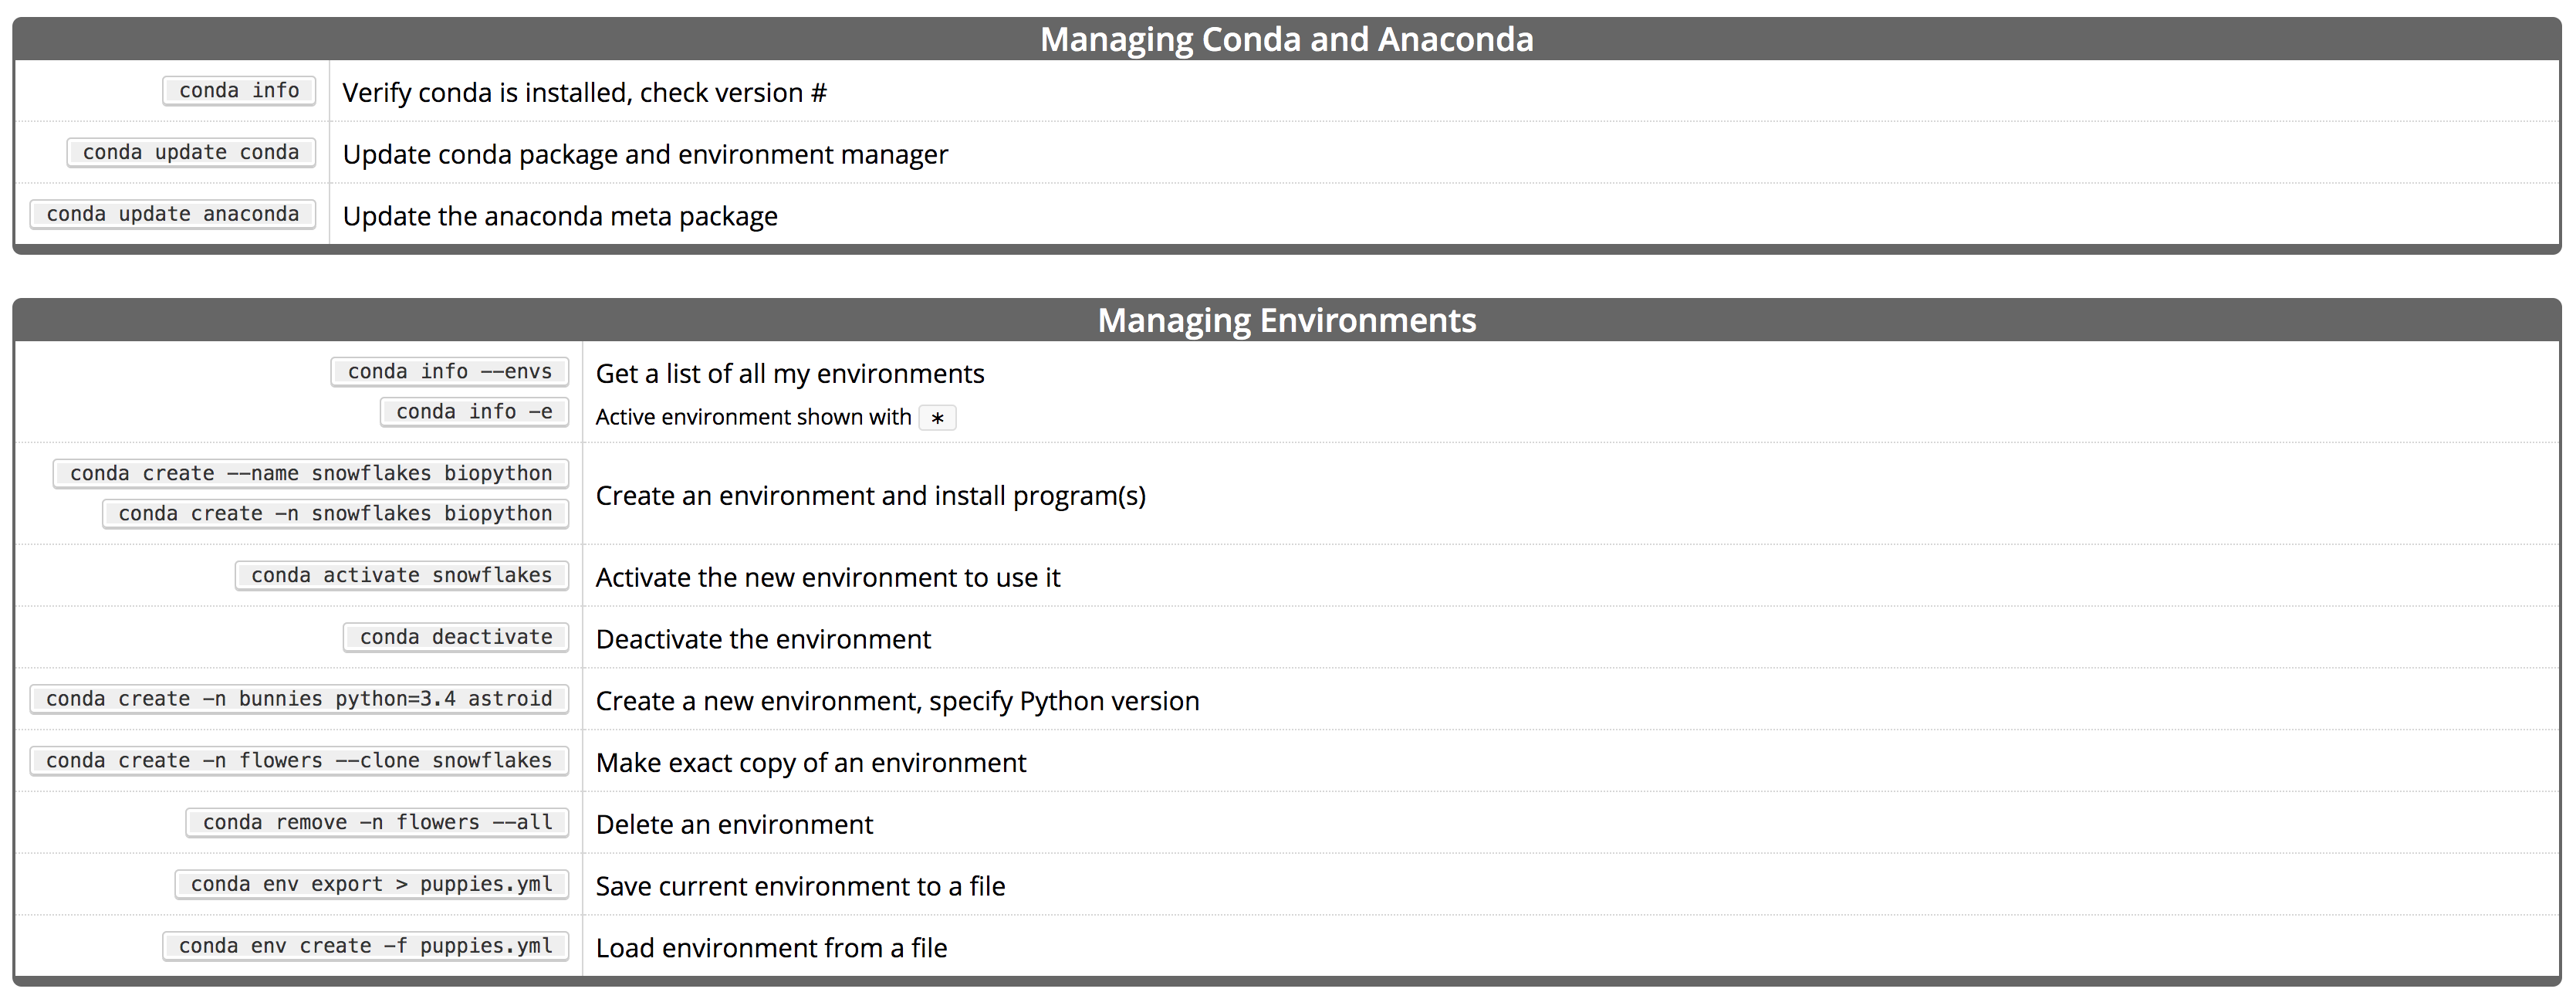 Managing Conda and Anaconda
conda info Verify conda is installed, check version #
conda update conda Update conda package and environment manager
conda update anaconda Update the anaconda meta package
Managing Environments
conda info --envs Get a list of all my environments
conda info -e Active environment shown with *
conda create --name snowflakes biopython
conda create -n snowflakes biopython
Create an environment and install program(s)
conda activate snowflakes Activate the new environment to use it
conda deactivate Deactivate the environment
conda create -n bunnies python=3.4 astroid Create a new environment, specify Python version
conda create -n flowers --clone snowflakes Make exact copy of an environment
conda remove -n flowers --all Delete an environment
conda env export > puppies.yml Save current environment to a file
conda env create -f puppies.yml Load environment from a file